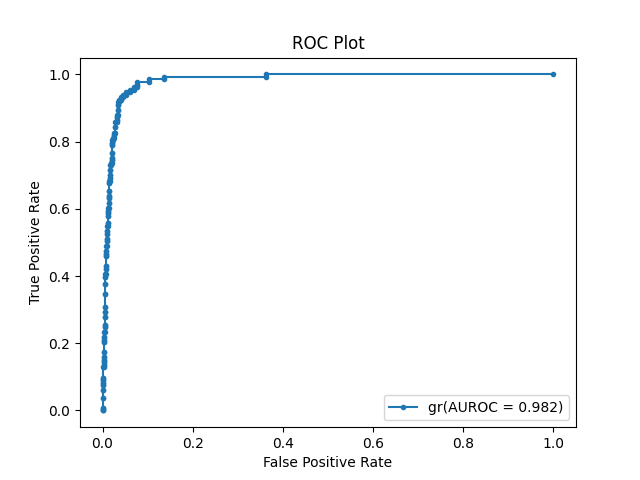 ROC Plot
True Positive Rate
1.0
0.8
0.6
0.4
0.2
0.0
0.0 0.2 0.4 0.6 0.8 1.0
False Positive Rate
gr(AUROC = 0.982)